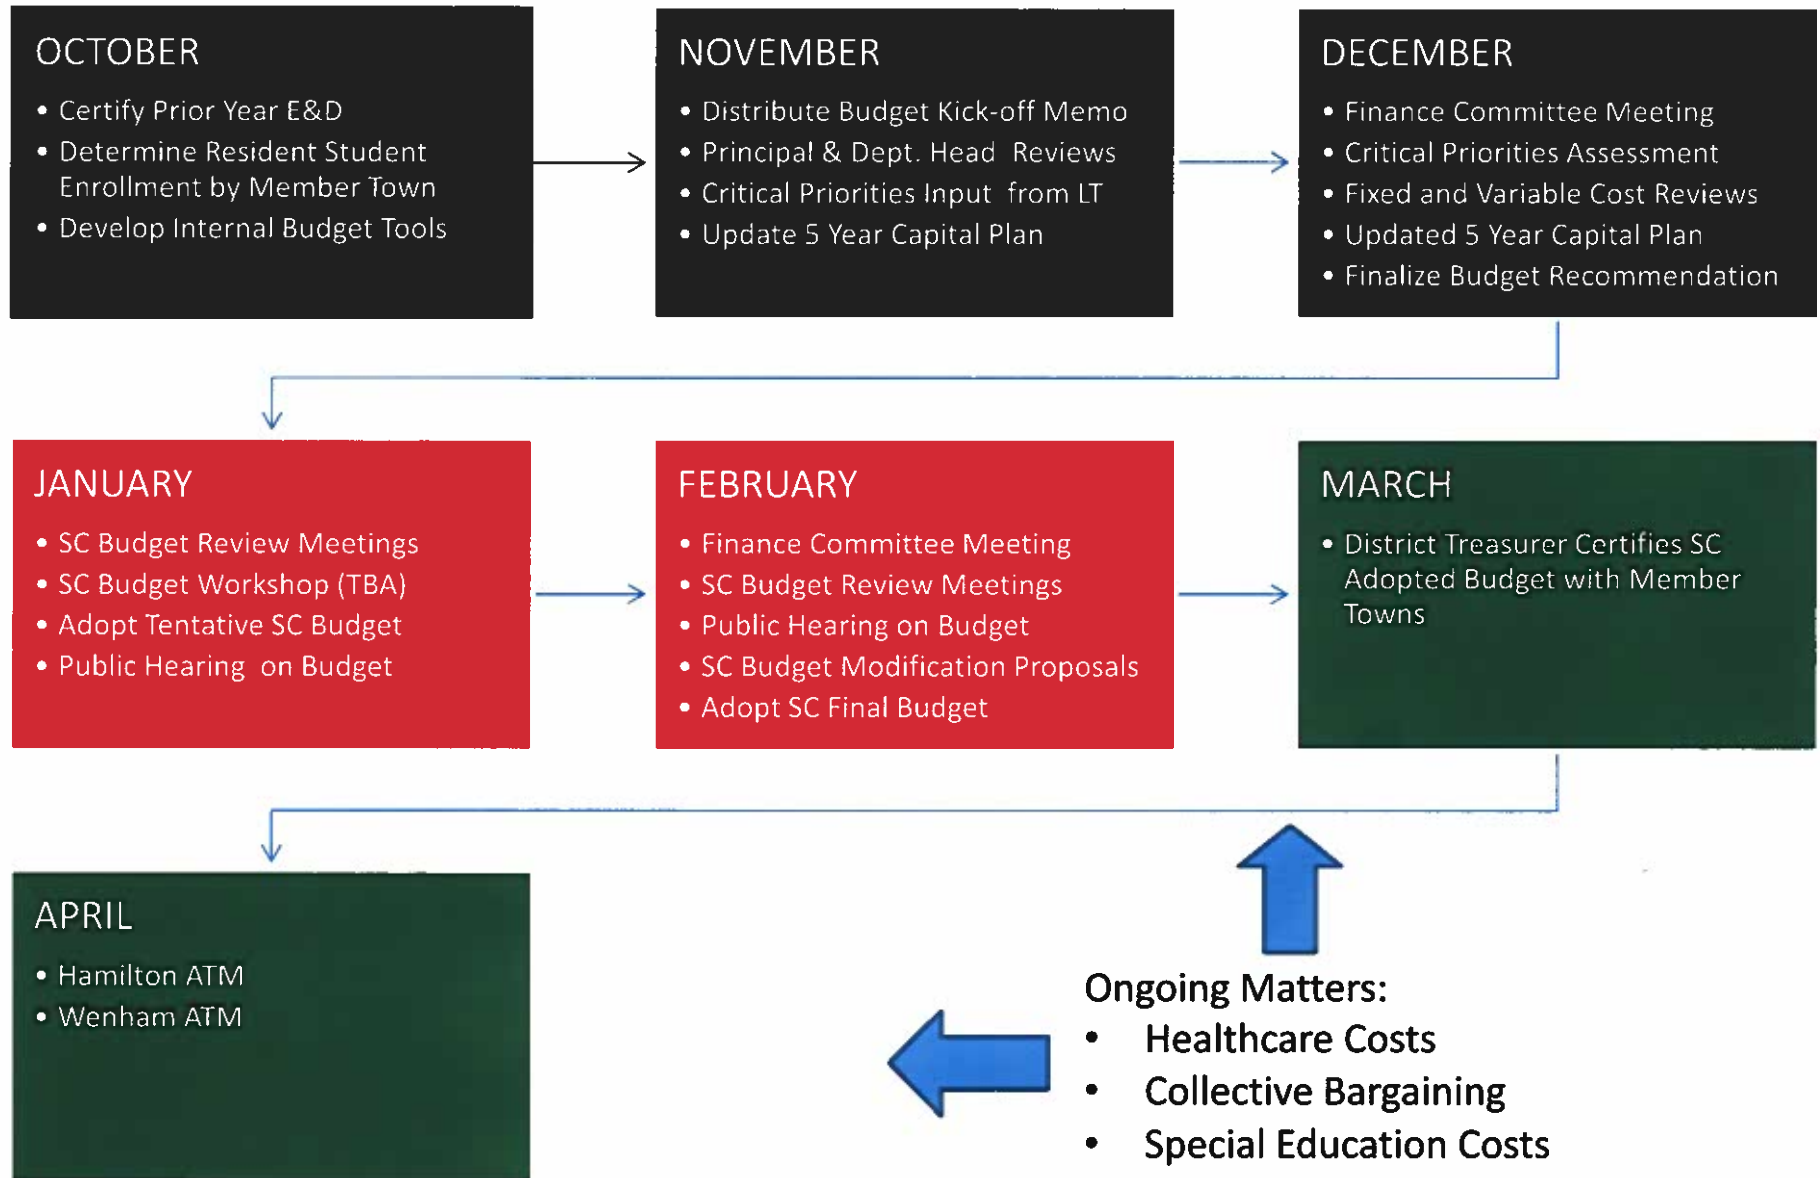 OCTOBER
• Certify Prior Year E&D
• Determine Resident Student
Enrollment by Member Town
• Develop Internal Budget Tools
NOVEMBER
• Distribute Budget Kick-off Memo
• Principal & Dept. Head Reviews
• Critical Priorities Input from LT
• Update 5 Year Capital Plan
DECEMBER
• Finance Committee Meeting
• Critical Priorities Assessment
• Fixed and Variable Cost Reviews
• Updated 5 Year Capital Plan
• Finalize Budget Recommendation
JANUARY
• SC Budget Review Meetings
• SC Budget Workshop (TBA)
• Adopt Tentative SC Budget
• Public Hearing on Budget
FEBRUARY
• Finance Committee Meeting
• SC Budget Review Meetings
• Public Hearing on Budget
• SC Budget Modification Proposals
• Adopt SC Final Budget
MARCH
• District Treasurer Certifies SC
Adopted Budget with Member
Towns
APRIL
• Hamilton ATM
• Wenham ATM
Ongoing Matters:
• Healthcare Costs
• Collective Bargaining
• Special Education Costs